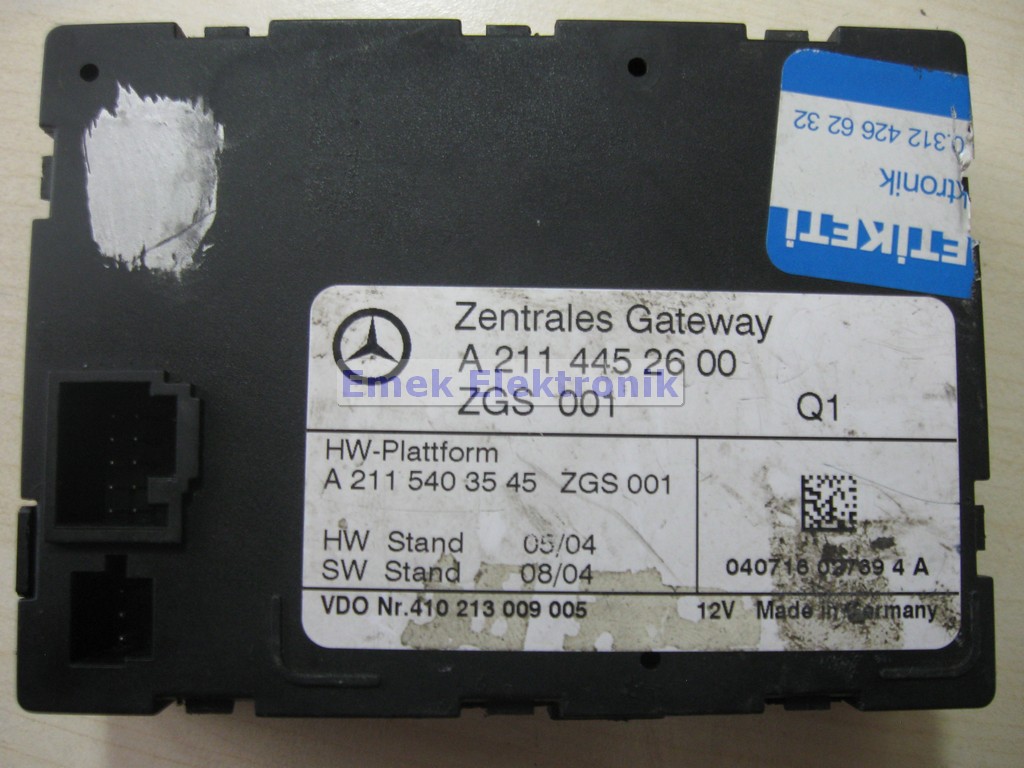 0.312 426 62 32
ktronik
ETİKETİ
Zentrales Gateway
A 211 445 26 00
Emek Elektronik
ZGS 001 Q1
HW-Plattform
A 211 540 35 45 ZGS 001
HW Stand 05/04
SW Stand 08/04
040716 4 A
VDO Nr.410 213 009 005 12V Made in Germany